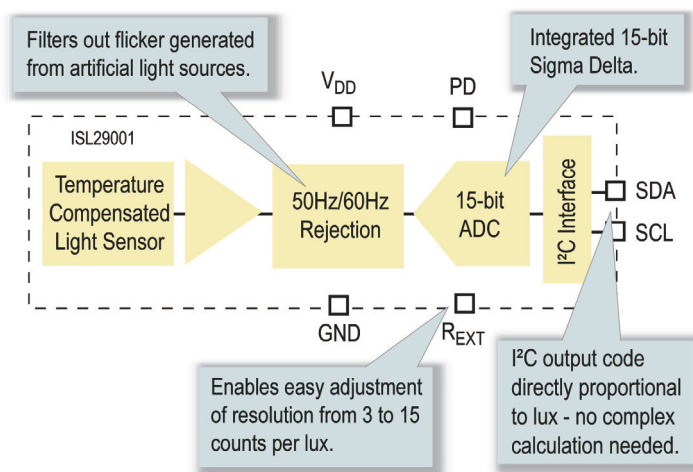 Filters out flicker generated
from artificial light sources.
Integrated 15-bit
Sigma Delta.
VDD
PD
ISL29001
Temperature
Compensated
Light Sensor
50Hz/60Hz
Rejection
15-bit
ADC
I²C Interface
SDA
SCL
GND
REXT
Enables easy adjustment
of resolution from 3 to 15
counts per lux.
I²C output code
directly proportional
to lux - no complex
calculation needed.